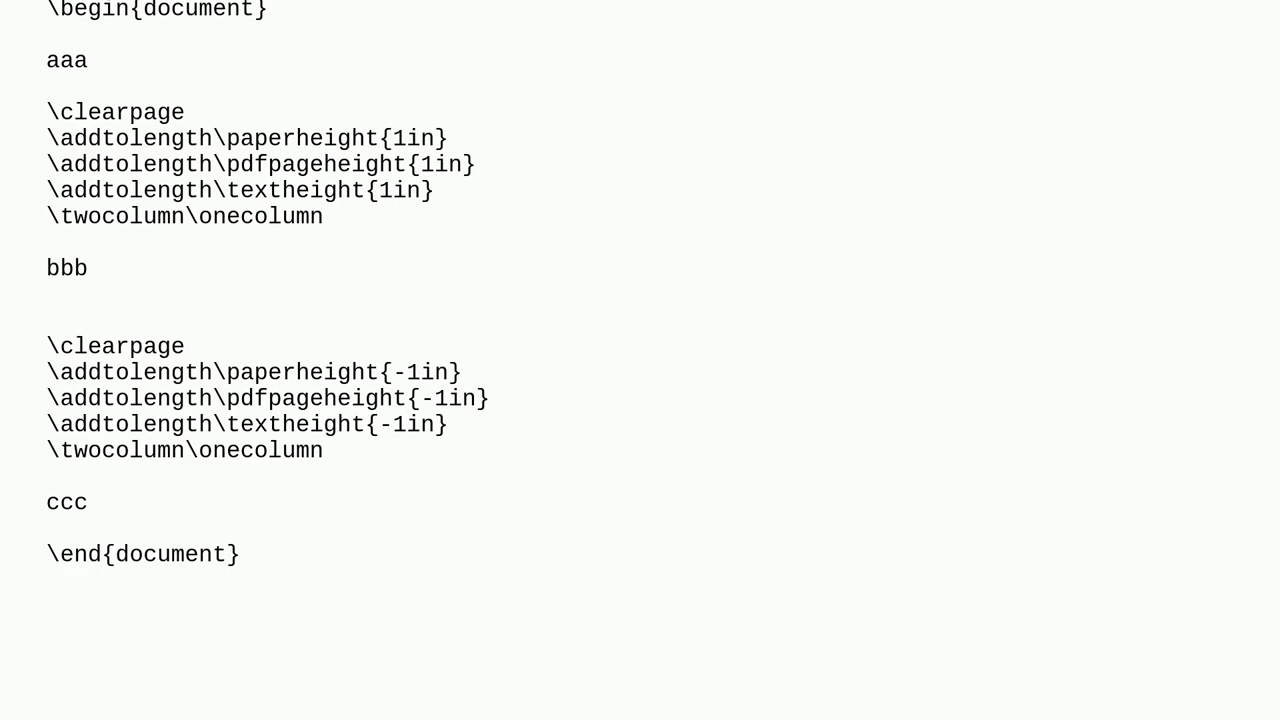 \begin{document}
aaa
\clearpage
\addtolength\paperheight{1in}
\addtolength\pdfpageheight{1in}
\addtolength\textheight{1in}
\twocolumn\onecolumn
bbb
\clearpage
\addtolength\paperheight{-1in}
\addtolength\pdfpageheight{-1in}
\addtolength\textheight{-1in}
\twocolumn\onecolumn
ccc
\end{document}